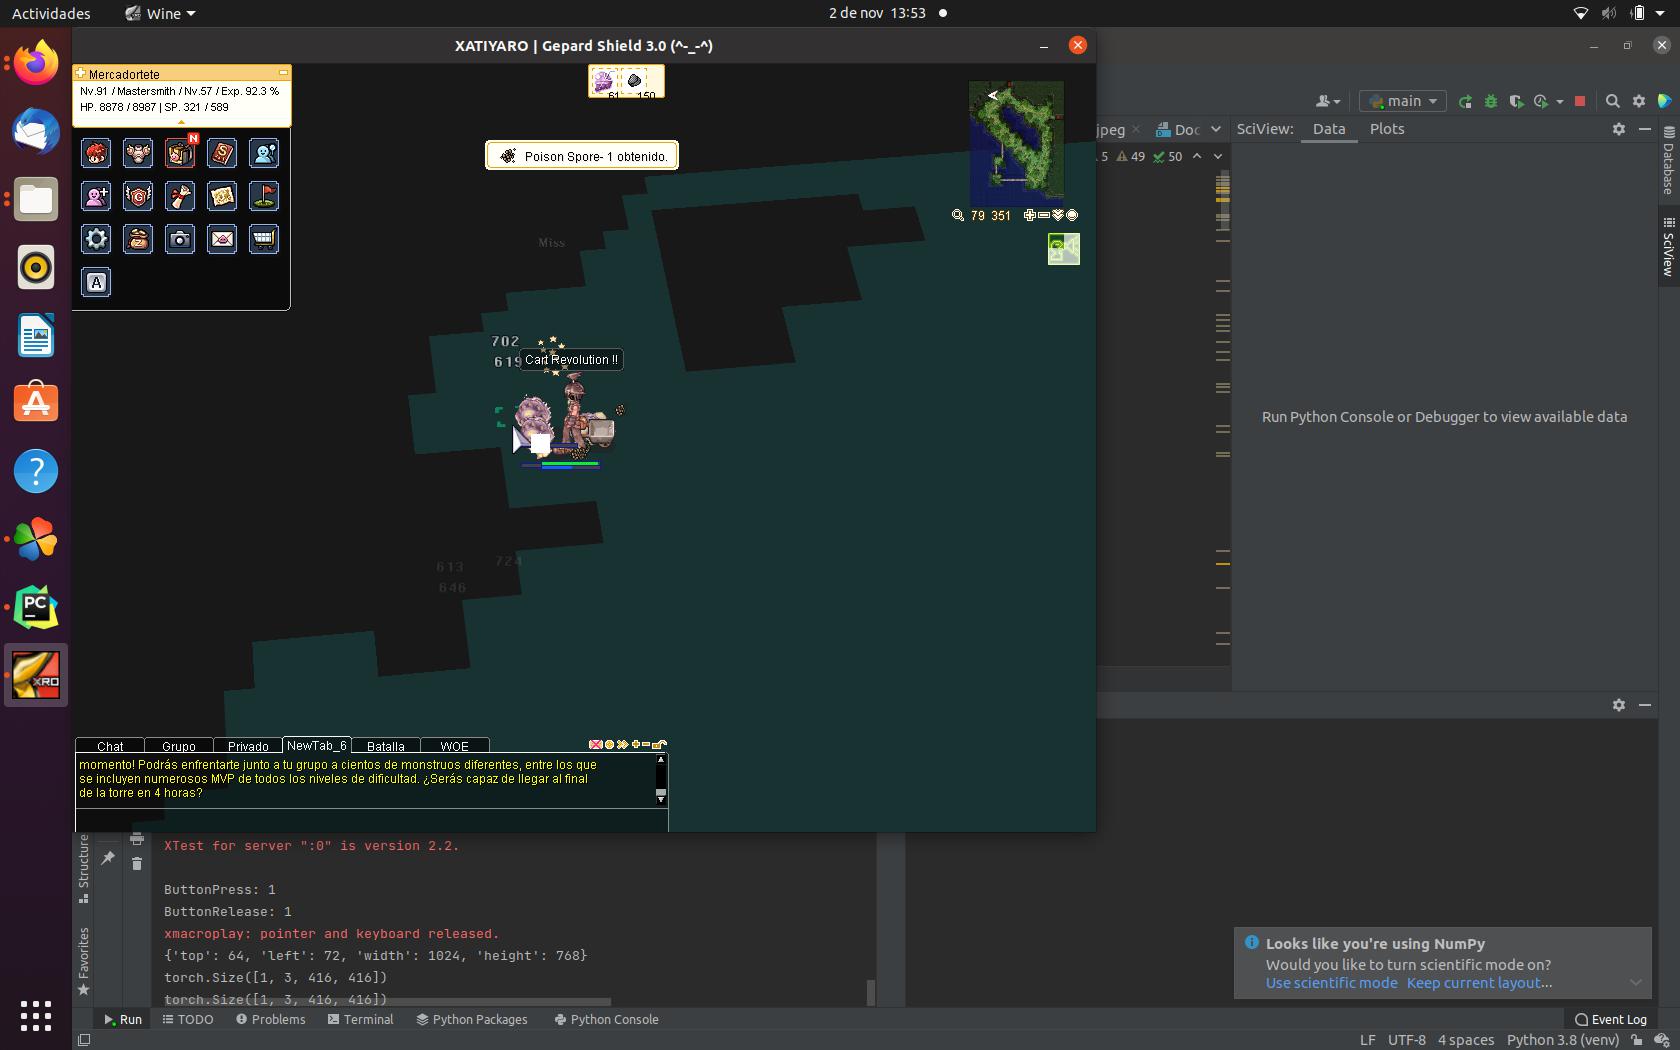 Actividades
Wine
2 de nov 13:53
XATIYARO | Gepard Shield 3.0 (^-_-^)
Mercadortete
Nv.91 / Mastersmith / Nv.57 / Exp. 92.3 %
HP. 8878 / 8987 | SP. 321 / 589
N
A
61
150
Poison Spore- 1 obtenido.
79 351
Miss
702
619
Cart Revolution !!
613
724
646
Chat
Grupo
Privado
NewTab_6
Batalla
WOE
momento! Podrás enfrentarte junto a tu grupo a cientos de monstruos diferentes, entre los que
se incluyen numerosos MVP de todos los niveles de dificultad. ¿Serás capaz de llegar al final
de la torre en 4 horas?
main
jpeg
Doc
SciView:
Data
Plots
5
49
50
Database
SciView
Run Python Console or Debugger to view available data
PC
XRO
Structure
Favorites
XTest for server ":0" is version 2.2.
ButtonPress: 1
ButtonRelease: 1
xmacroplay: pointer and keyboard released.
{'top': 64, 'left': 72, 'width': 1024, 'height': 768}
torch.Size([1, 3, 416, 416])
torch.Size([1, 3, 416, 416])
Looks like you're using NumPy
Would you like to turn scientific mode on?
Use scientific mode Keep current layout...
Run
TODO
Problems
Terminal
Python Packages
Python Console
Event Log
LF UTF-8 4 spaces Python 3.8 (venv)